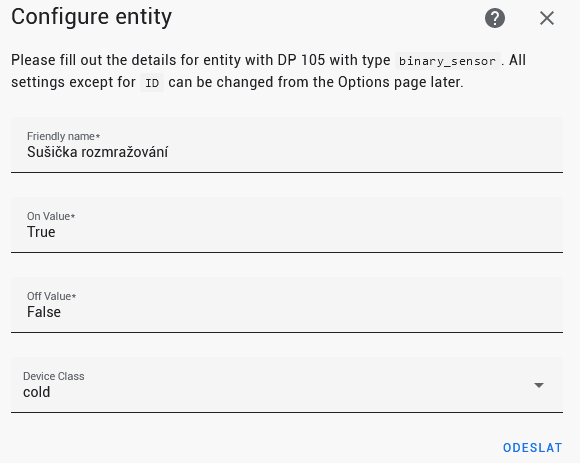 Configure entity
Please fill out the details for entity with DP 105 with type binary_sensor . All
settings except for ID can be changed from the Options page later.
Friendly name*
Sušička rozmražování
On Value*
True
Off Value*
False
Device Class
cold
ODESLAT